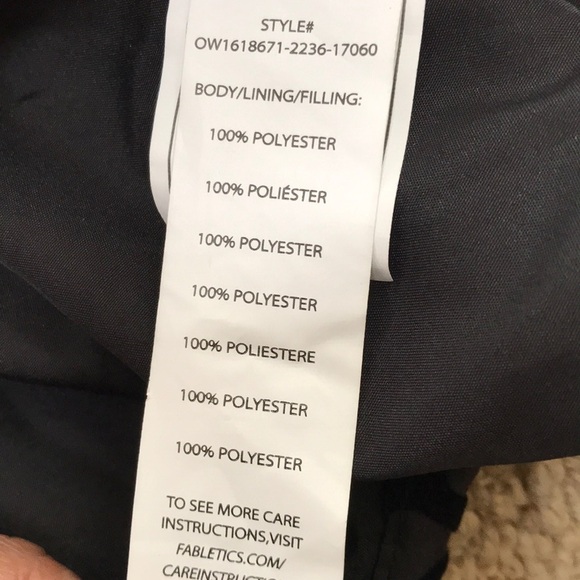 STYLE#
OW1618671-2236-17060
BODY/LINING/FILLING:
100% POLYESTER
100% POLIÉSTER
100% POLYESTER
100% POLYESTER
100% POLIESTERE
100% POLYESTER
100% POLYESTER
TO SEE MORE CARE
INSTRUCTIONS,VISIT
FABLETICS.COM/